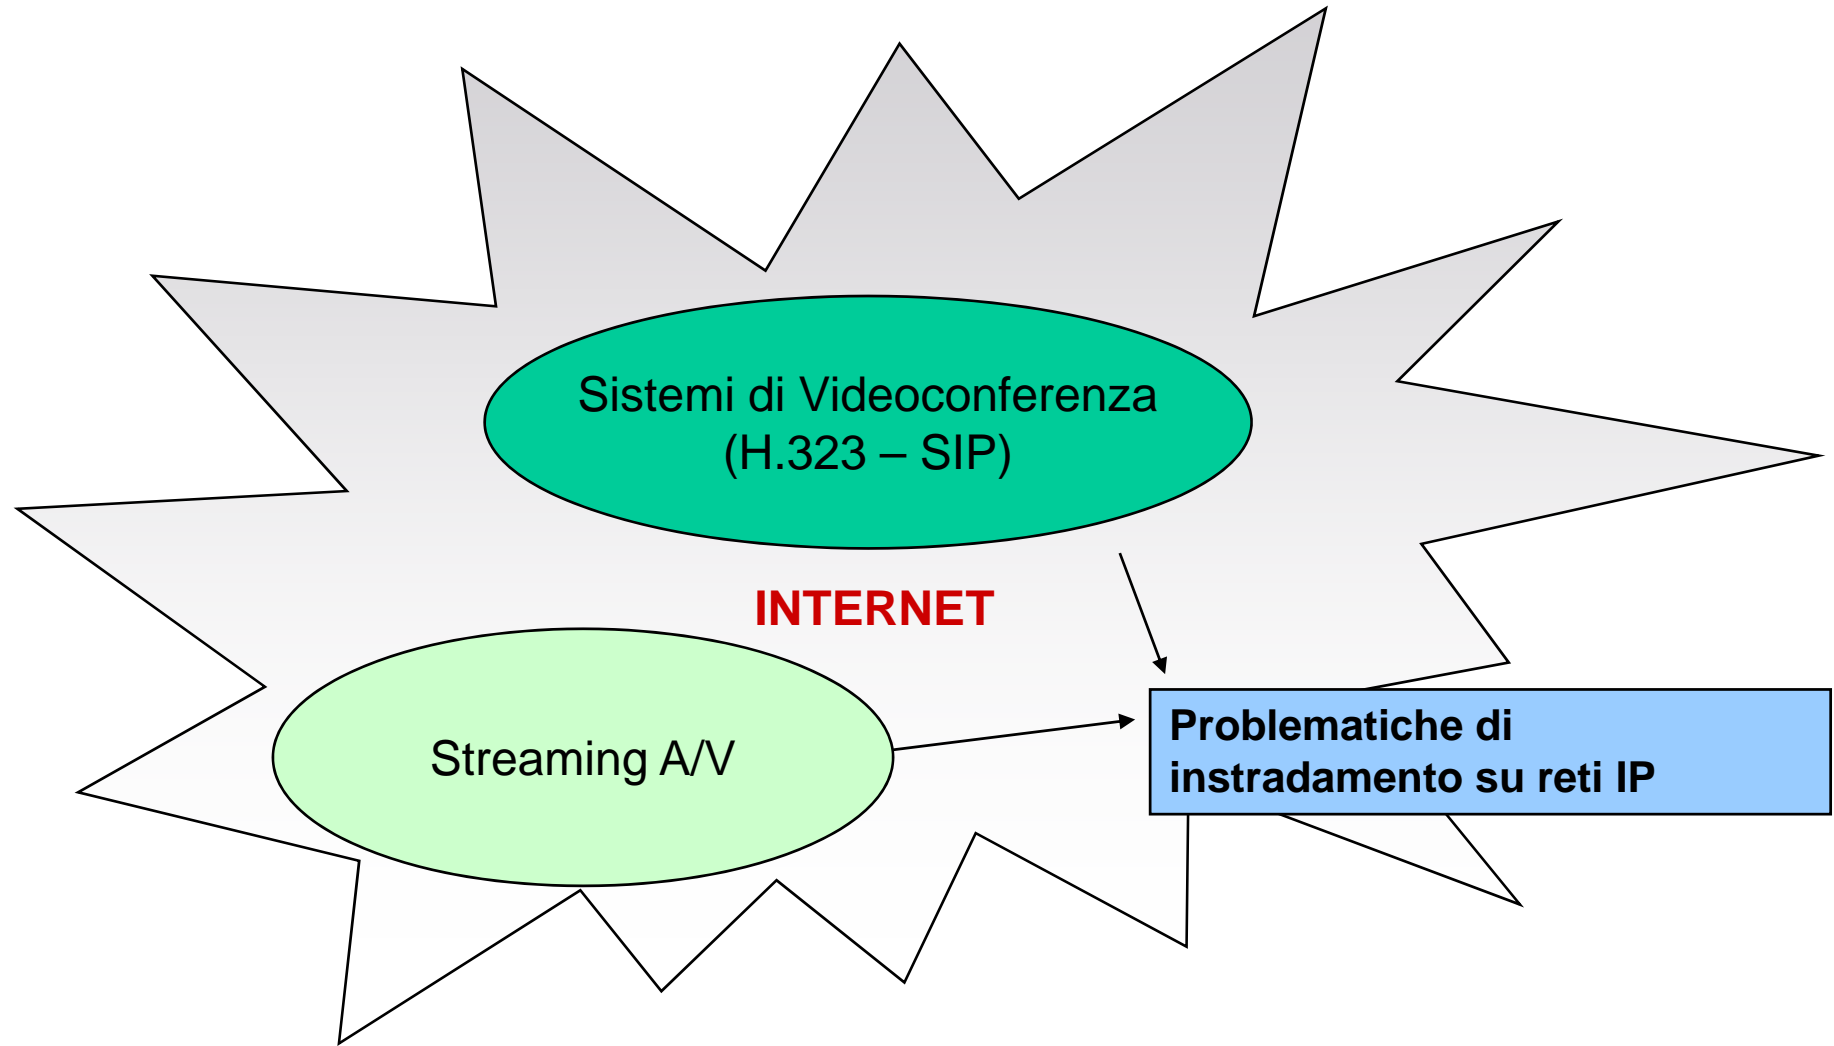 Sistemi di Videoconferenza
(H.323 – SIP)
INTERNET
Streaming A/V
Problematiche di
instradamento su reti IP